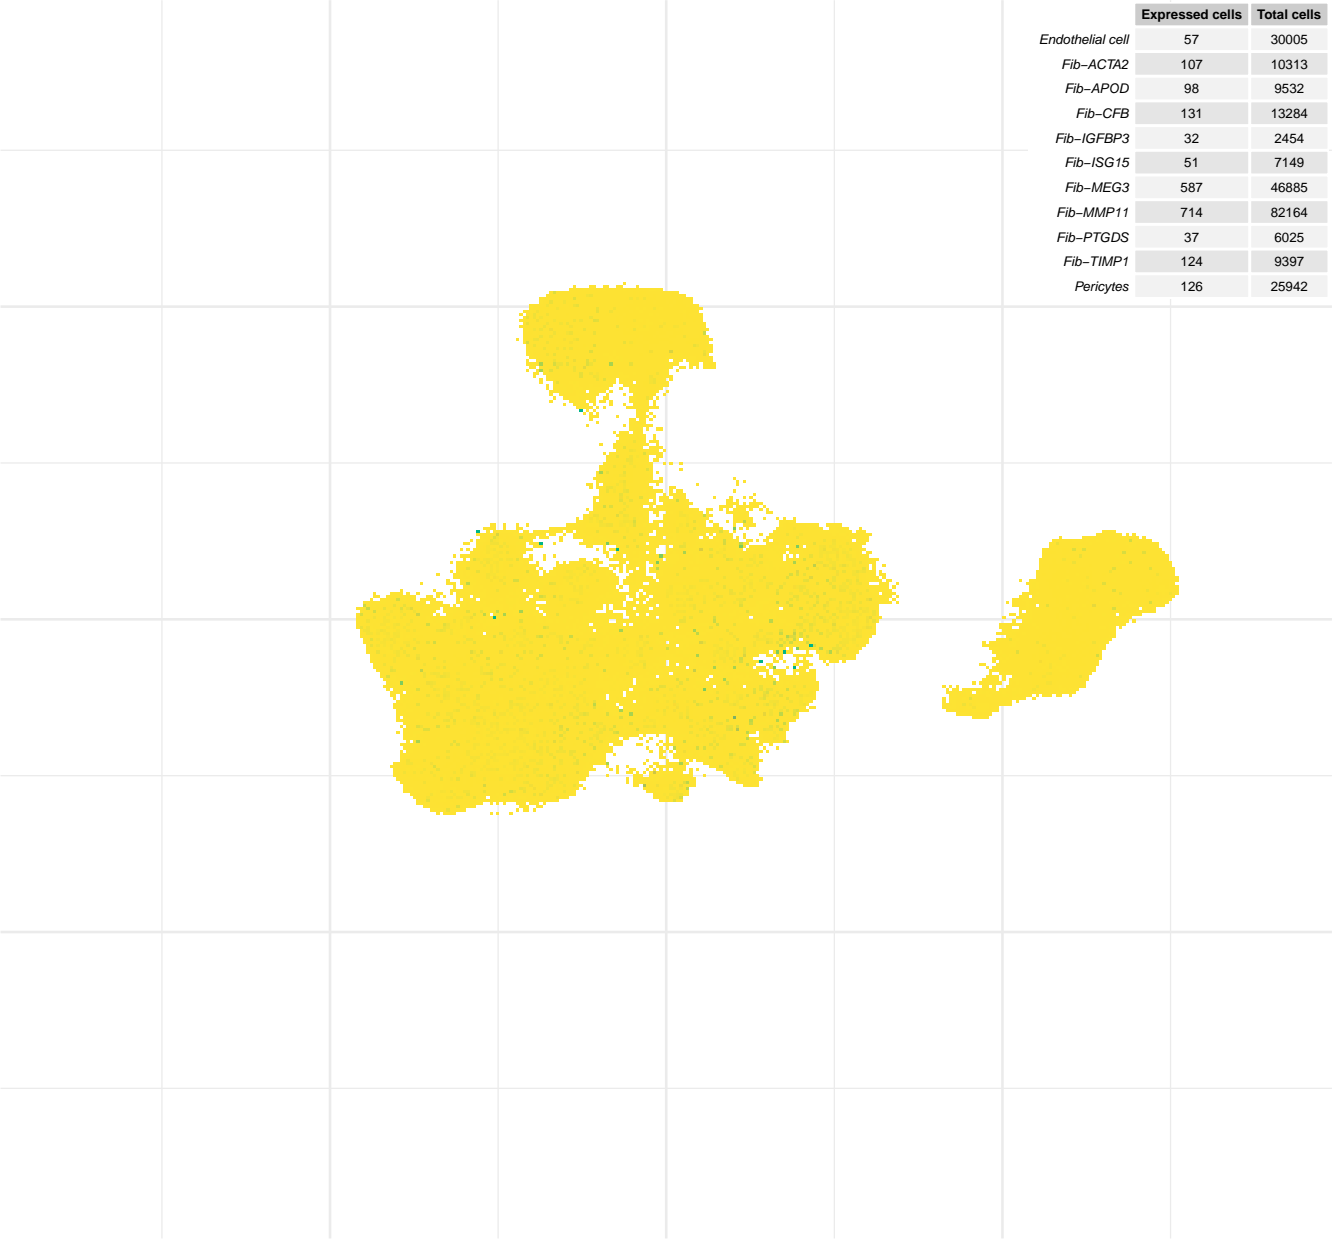 Expressed cells Total cells
Endothelial cell 57 30005
Fib−ACTA2 107 10313
Fib−APOD 98 9532
Fib−CFB 131 13284
Fib−IGFBP3 32 2454
Fib−ISG15 51 7149
Fib−MEG3 587 46885
Fib−MMP11 714 82164
Fib−PTGDS 37 6025
Fib−TIMP1 124 9397
Pericytes 126 25942